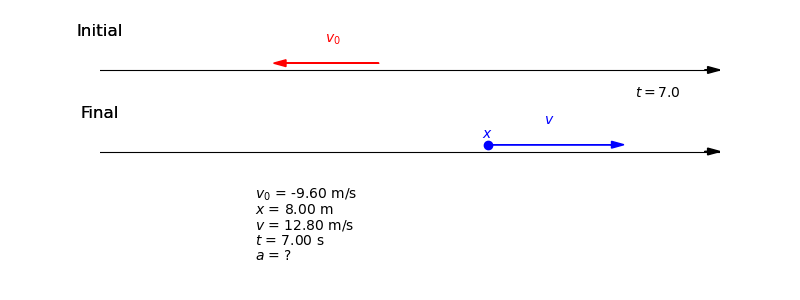 Initial
v₀
t = 7.0
Final
x
v
v₀ = -9.60 m/s
x = 8.00 m
v = 12.80 m/s
t = 7.00 s
a = ?